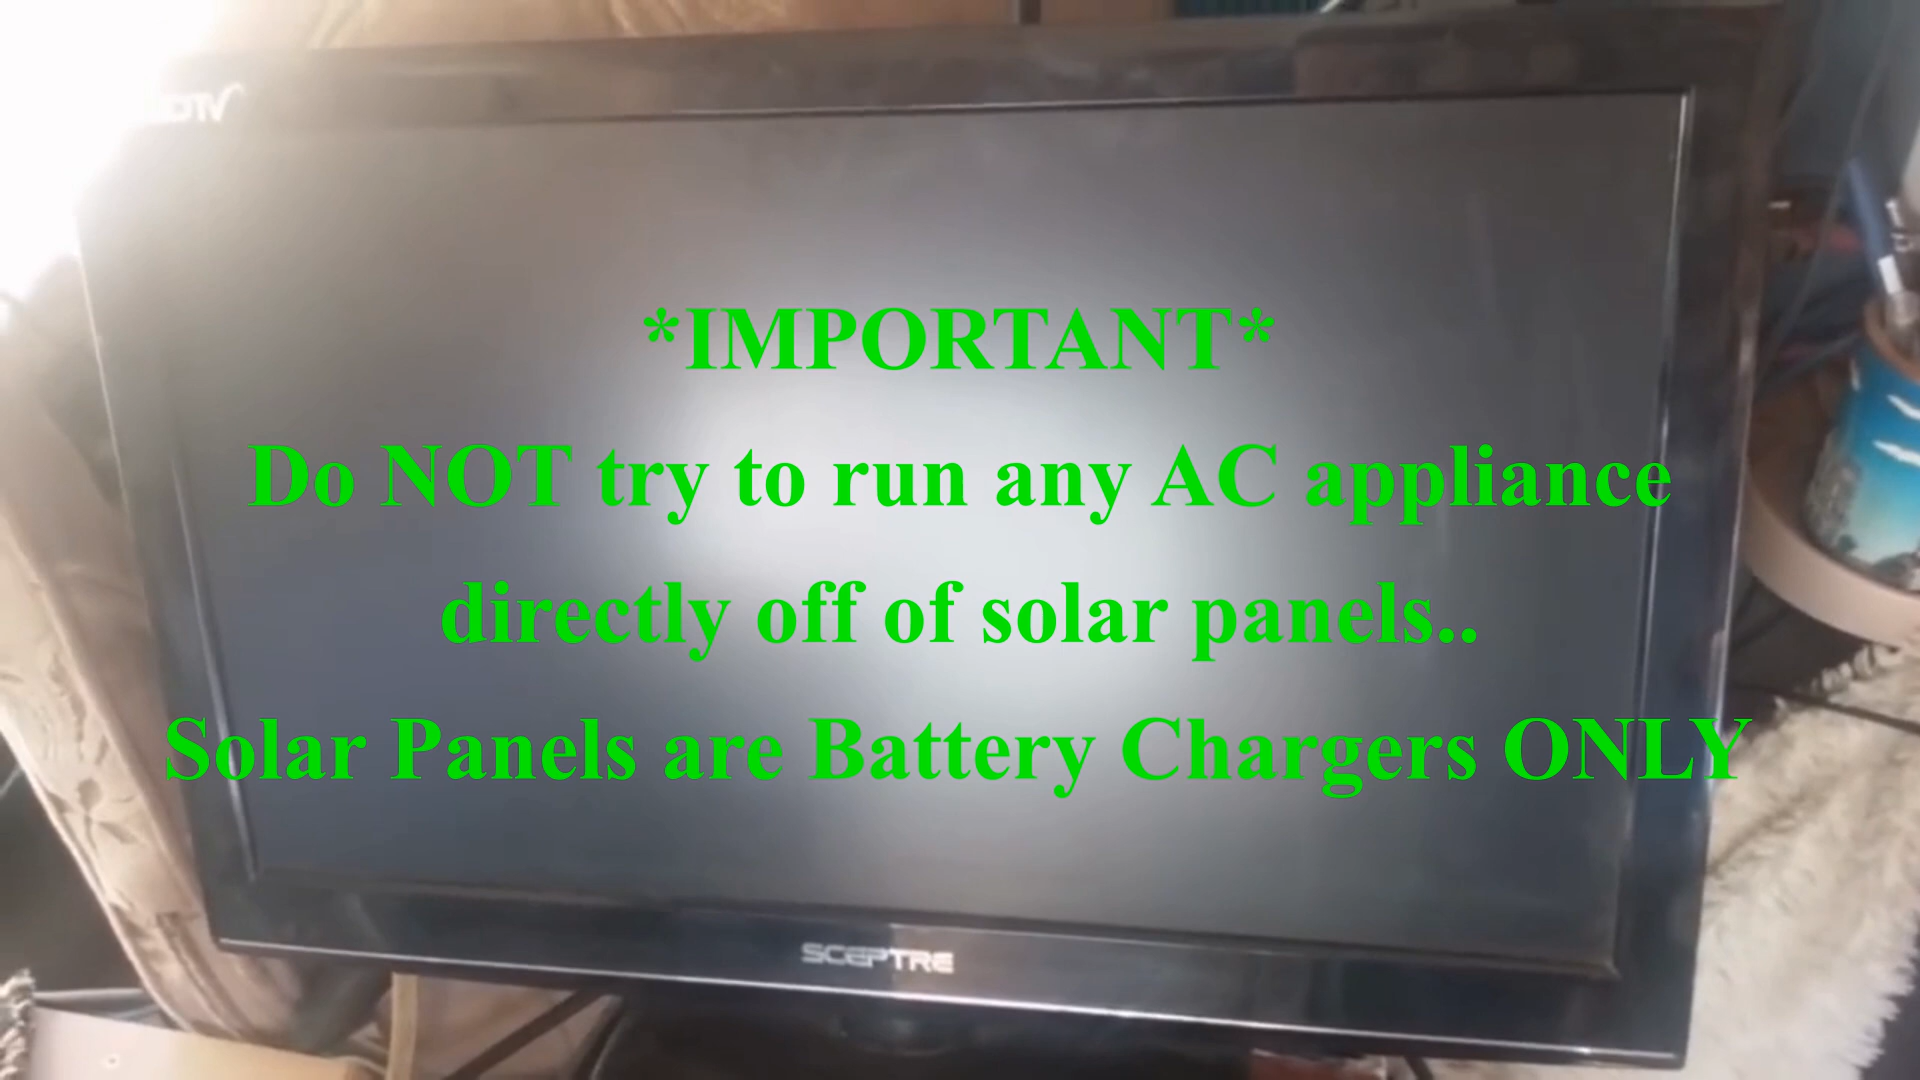 *IMPORTANT*
Do NOT try to run any AC appliance
directly off of solar panels..
Solar Panels are Battery Chargers ONLY
SCEPTRE